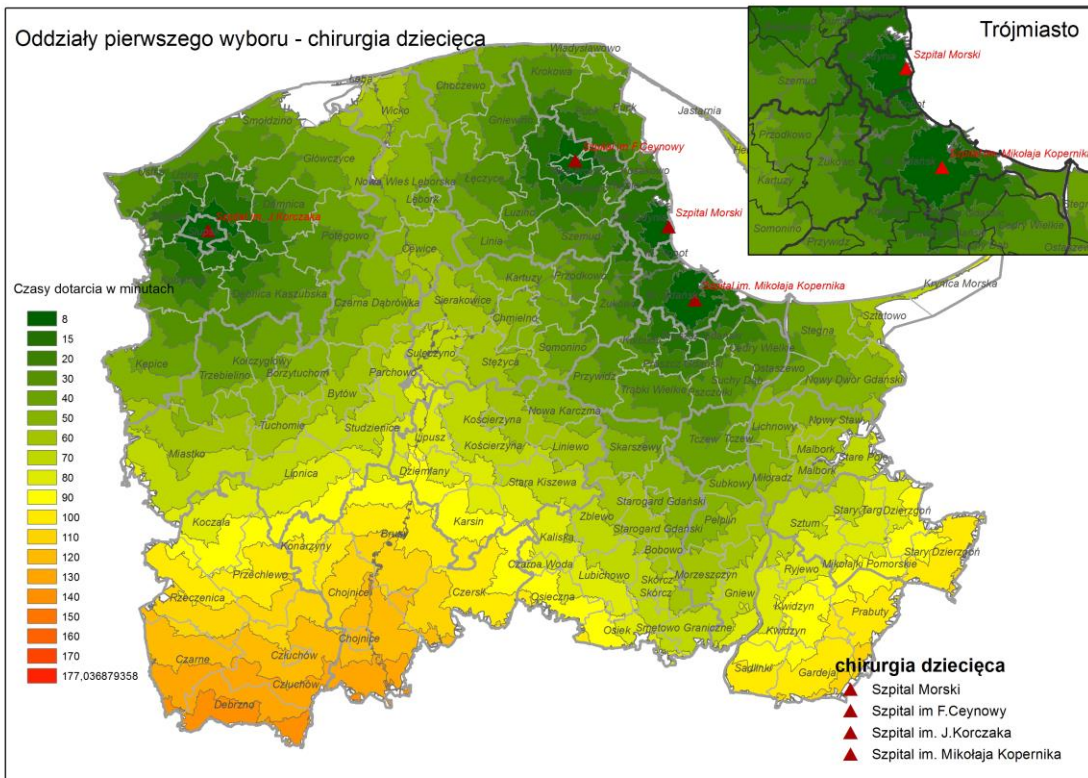 Oddziały pierwszego wyboru - chirurgia dziecięca
Trójmiasto
Szpital Morski
Szemud
Przodkowo
Szpital im. Mikołaja Kopernika
Żukowo
Kartuzy
Somonino
Przywidz
Stegna
Ostaszewo
Władysławowo
Krokowa
Łeba
Choczewo
Wicko
Puck
Jastarnia
Smołdzino
Gniewino
Główczyce
Szpital im F.Ceynowy
Nowa Wieś Lęborska
Łęczyce
Lębork
Damnica
Szpital im. J.Korczaka
Luzino
Szpital Morski
Potęgowo
Cewice
Linia
Szemud
Kartuzy
Przodkowo
Czasy dotarcia w minutach
Dębnica Kaszubska
Sierakowice
Szpital im. Mikołaja Kopernika
Krynica Morska
Czarna Dąbrówka
Chmielno
Żukowo
Sztutowo
Stegna
Kępice
Kołczygłowy
Sulęczyno
Somonino
Trzebielino
Borzytuchom
Parchowo
Stężyca
Ostaszewo
Przywidz
Suchy Dąb
Nowy Dwór Gdański
Bytów
Trąbki Wielkie
Pszczółki
Tuchomie
Studzienice
Nowa Karczma
Kościerzyna
Lichnowy
Nowy Staw
Miastko
Lipusz
Kościerzyna
Liniewo
Skarszewy
Tczew
Tczew
Malbork
Stare Pole
Lipnica
Dziemiany
Malbork
Stara Kiszewa
Subkowy
Miłoradz
Starogard Gdański
Koczała
Karsin
Zblewo
Pelplin
Stary Targ
Dzierzgoń
Brusy
Kaliska
Starogard Gdański
Sztum
Konarzyny
Bobowo
Stary Dzierzgoń
Czarna Woda
Mikołajki Pomorskie
Przechlewo
Lubichowo
Morzeszczyn
Ryjewo
Rzeczenica
Chojnice
Skórcz
Czersk
Osieczna
Skórcz
Gniew
Kwidzyn
Prabuty
Osiek
Smętowo Graniczne
Kwidzyn
Chojnice
Czarne
Człuchów
Sadlinki
Gardeja
Człuchów
Debrzno
8
15
20
30
40
50
60
70
80
90
100
110
120
130
140
150
160
170
177,036879358
chirurgia dziecięca
Szpital Morski
Szpital im F.Ceynowy
Szpital im. J.Korczaka
Szpital im. Mikołaja Kopernika